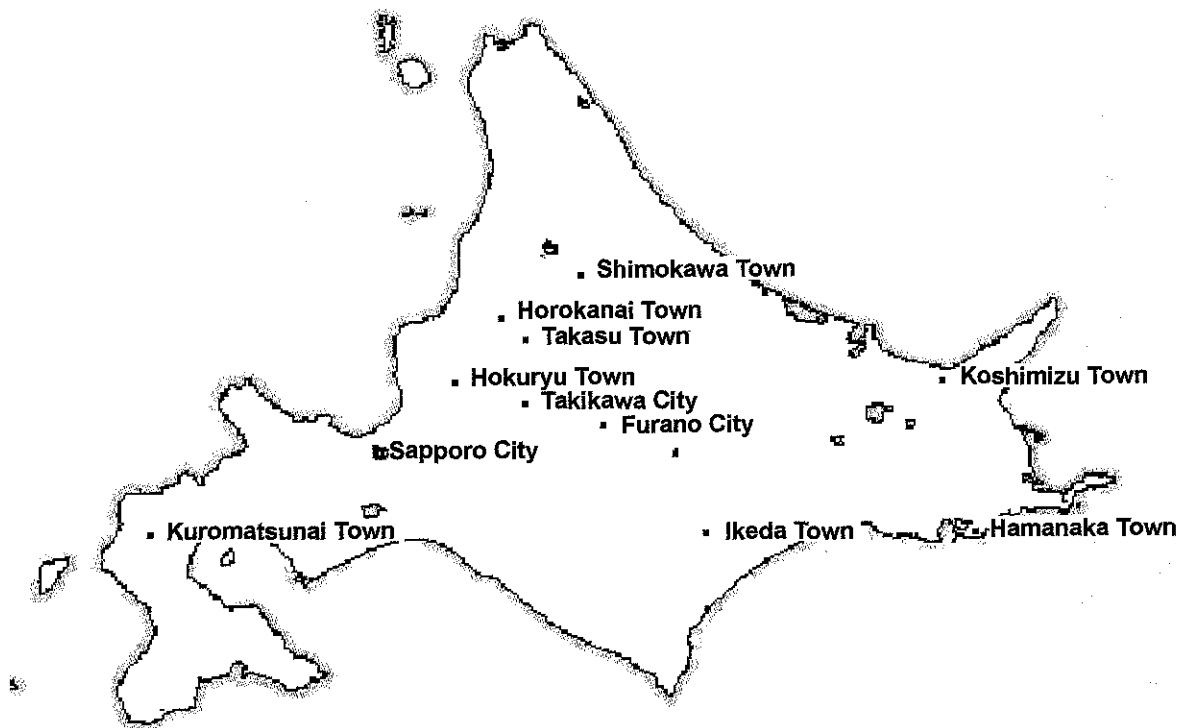 Shimokawa Town
Horokanai Town
Takasu Town
Hokuryu Town
Koshimizu Town
Takikawa City
Furano City
Sapporo City
Kuromatsunai Town
Ikeda Town
Hamanaka Town